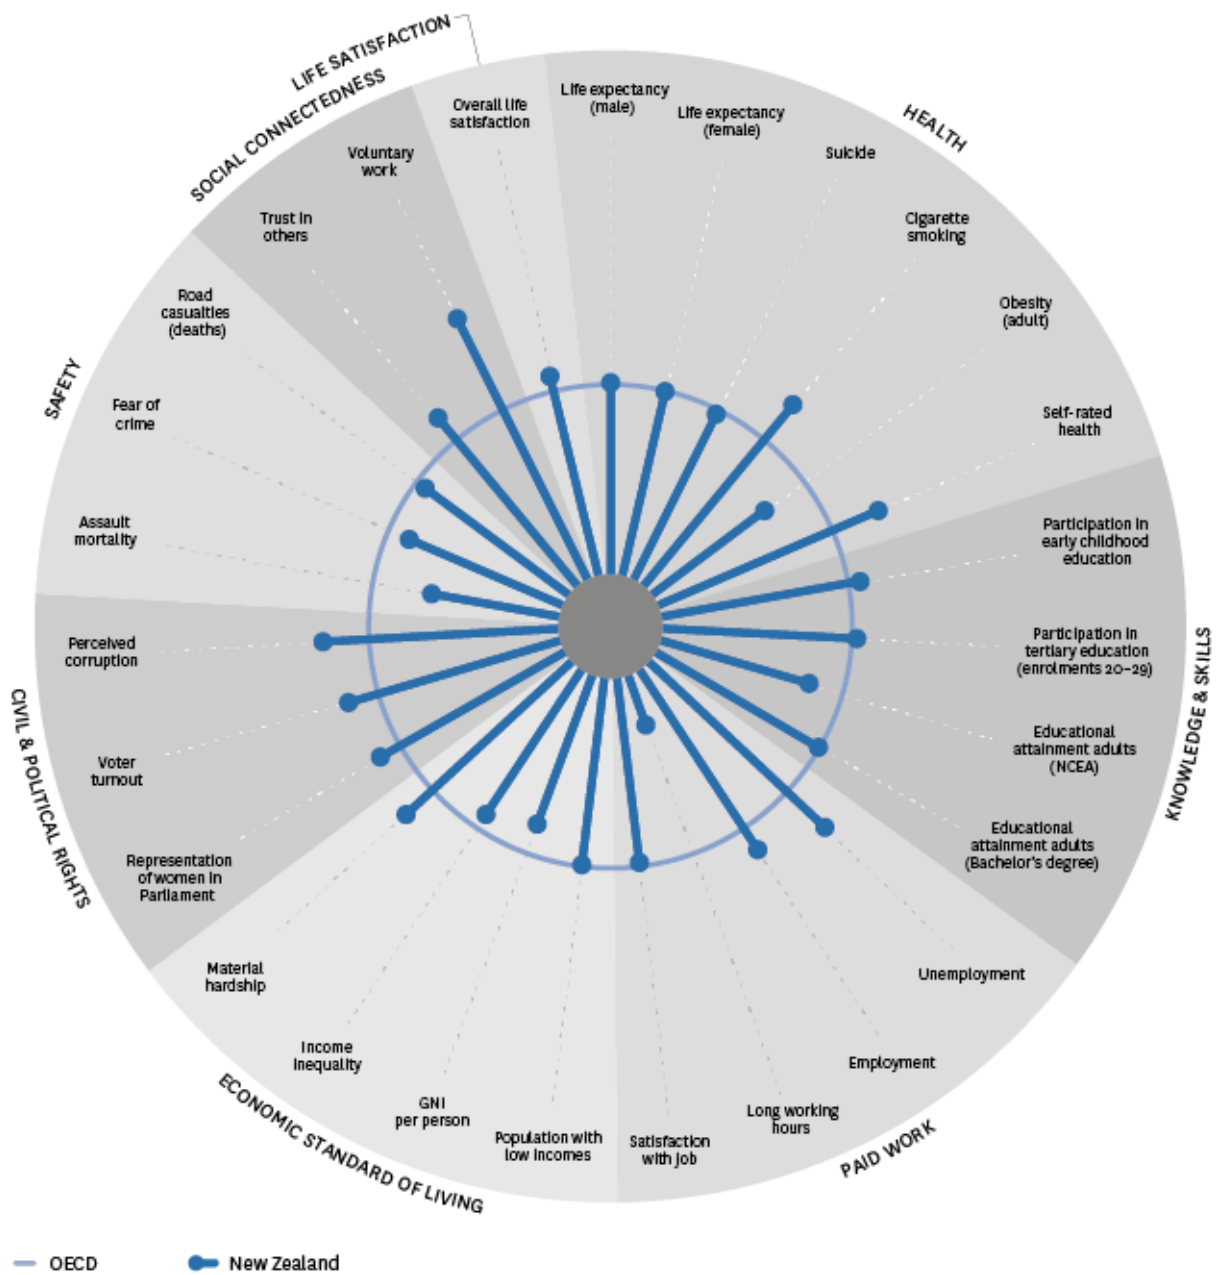 LIFE SATISFACTION
SOCIAL CONNECTEDNESS
HEALTH
SAFETY
KNOWLEDGE & SKILLS
CIVIL & POLITICAL RIGHTS
ECONOMIC STANDARD OF LIVING
PAID WORK
Overall life
satisfaction
Life expectancy
(male)
Life expectancy
(female)
Suicide
Cigarette
smoking
Obesity
(adult)
Self-rated
health
Participation in
early childhood
education
Participation in
tertiary education
(enrolments 20–29)
Educational
attainment adults
(NCEA)
Educational
attainment adults
(Bachelor's degree)
Unemployment
Employment
Long working
hours
Satisfaction
with job
Population with
low incomes
GNI
per person
Income
inequality
Material
hardship
Representation
of women in
Parliament
Voter
turnout
Perceived
corruption
Assault
mortality
Fear of
crime
Road
casualties
(deaths)
Trust in
others
Voluntary
work
OECD
New Zealand